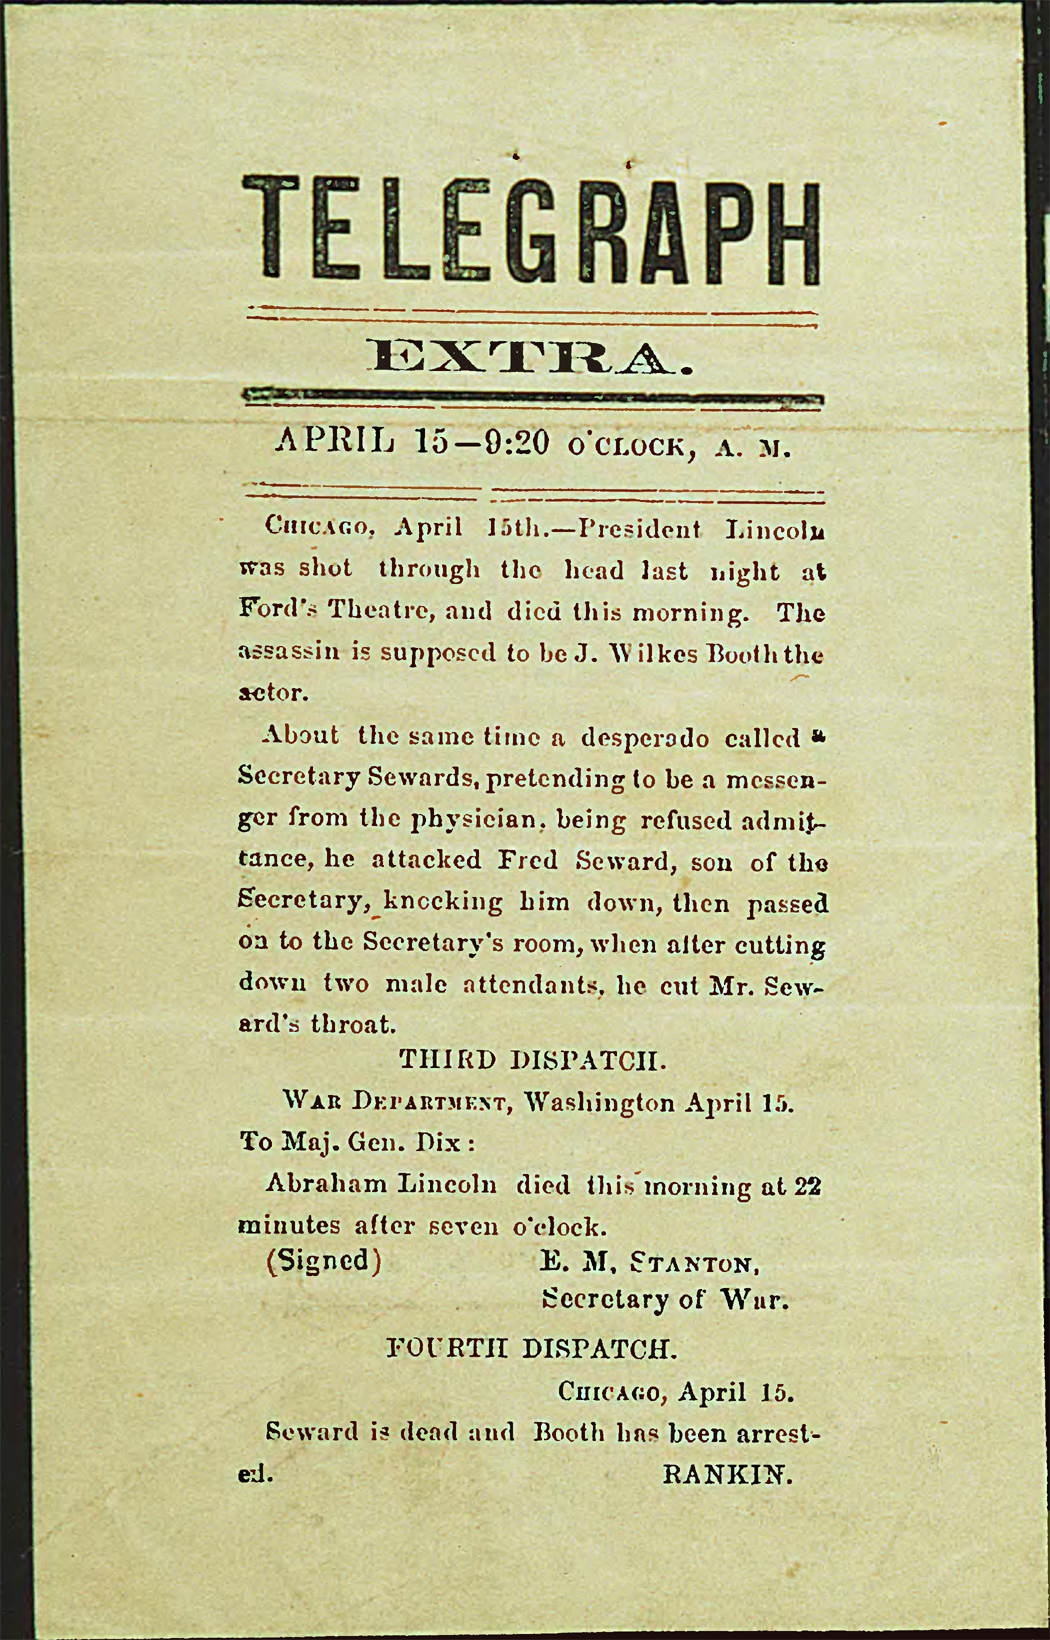 TELEGRAPH
EXTRA.
APRIL 15—9:20 O'CLOCK, A. M.
CHICAGO, April 15th.—President Lincoln
was shot through the head last night at
Ford's Theatre, and died this morning. The
assassin is supposed to be J. Wilkes Booth the
actor.
About the same time a desperado called a
Secretary Sewards, pretending to be a messen-
ger from the physician, being refused admit-
tance, he attacked Fred Seward, son of the
Secretary, knocking him down, then passed
on to the Secretary's room, when after cutting
down two male attendants, he cut Mr. Sew-
ard's throat.
THIRD DISPATCH.
WAR DEPARTMENT, Washington April 15.
To Maj. Gen. Dix:
Abraham Lincoln died this morning at 22
minutes after seven o'clock.
(Signed) E. M. STANTON,
Secretary of War.
FOURTH DISPATCH.
CHICAGO, April 15.
Seward is dead and Booth has been arrest-
ed. RANKIN.